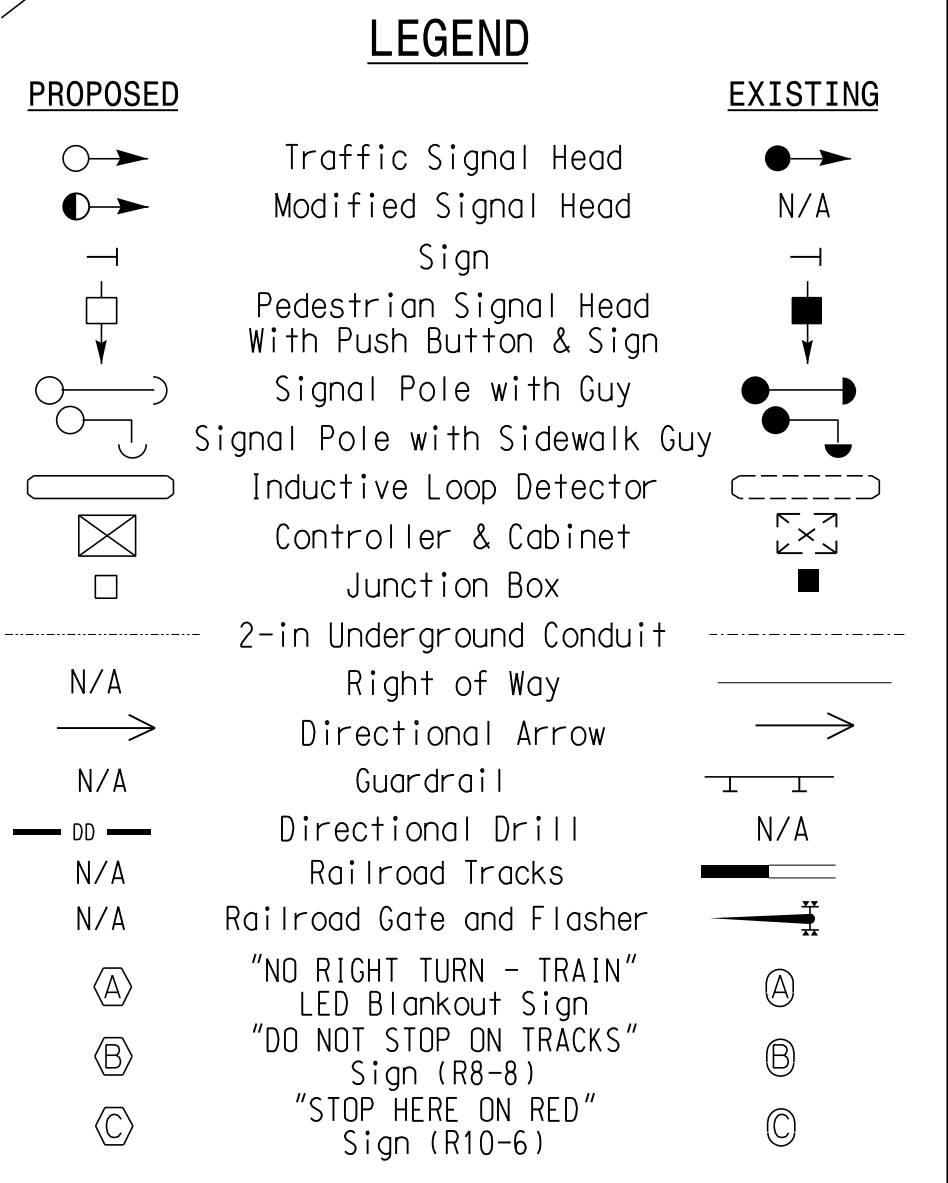 LEGEND
PROPOSED EXISTING
Traffic Signal Head
Modified Signal Head N/A
Sign
Pedestrian Signal Head
With Push Button & Sign
Signal Pole with Guy
Signal Pole with Sidewalk Guy
Inductive Loop Detector
Controller & Cabinet
Junction Box
2-in Underground Conduit
N/A Right of Way
Directional Arrow
N/A Guardrail
DD Directional Drill N/A
N/A Railroad Tracks
N/A Railroad Gate and Flasher
"NO RIGHT TURN - TRAIN"
A LED Blankout Sign A
"DO NOT STOP ON TRACKS"
B Sign (R8-8) B
"STOP HERE ON RED"
C Sign (R10-6) C